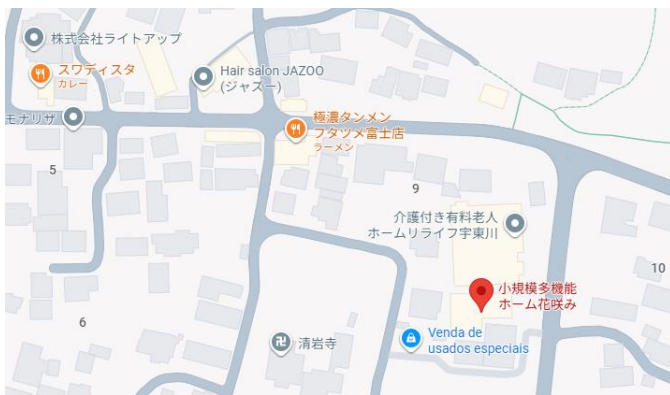 株式会社ライトアップ
スワディスタ
カレー
Hair salon JAZOO
(ジャズー)
モナリザ
極濃タンメン
フタツメ富士店
ラーメン
5
9
介護付き有料老人
ホームリライフ宇東川
10
小規模多機能
ホーム花咲み
6
清岩寺
Venda de
usados especiais